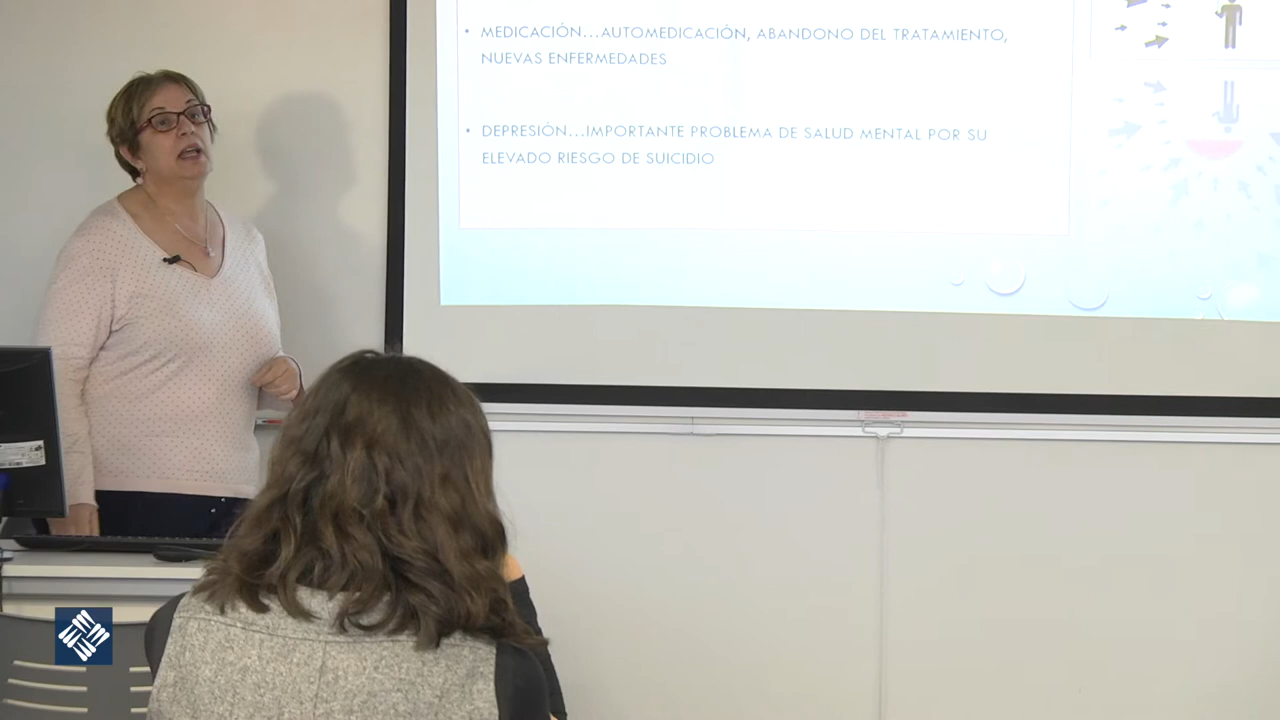 • MEDICACIÓN...AUTOMEDICACIÓN, ABANDONO DEL TRATAMIENTO,
NUEVAS ENFERMEDADES
• DEPRESIÓN...IMPORTANTE PROBLEMA DE SALUD MENTAL POR SU
ELEVADO RIESGO DE SUICIDIO